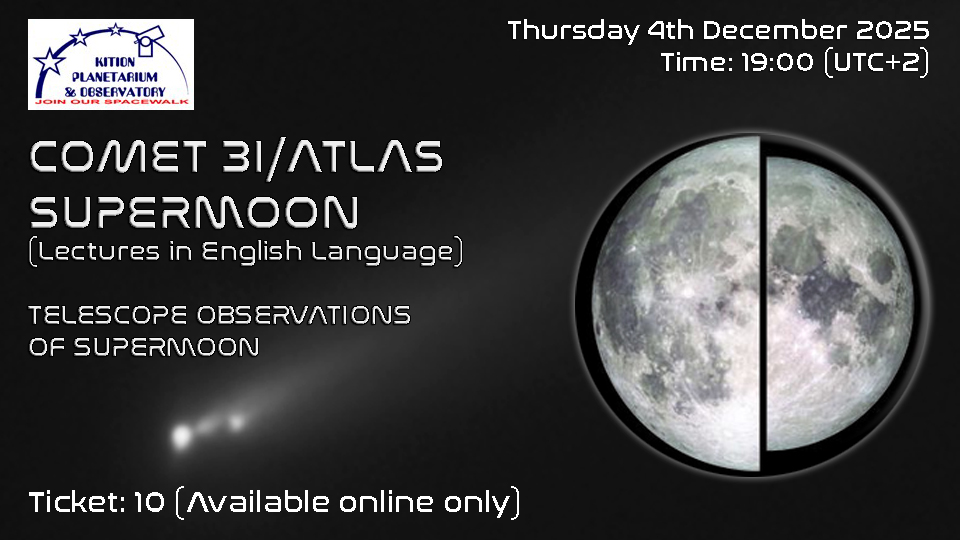 KITION
PLANETARIUM
& OBSERVATORY
JOIN OUR SPACEWALK
Thursday 4th December 2025
Time: 19:00 (UTC+2)
COMET 3I/ATLAS
SUPERMOON
(Lectures in English Language)
TELESCOPE OBSERVATIONS
OF SUPERMOON
Ticket: 10 (Available online only)